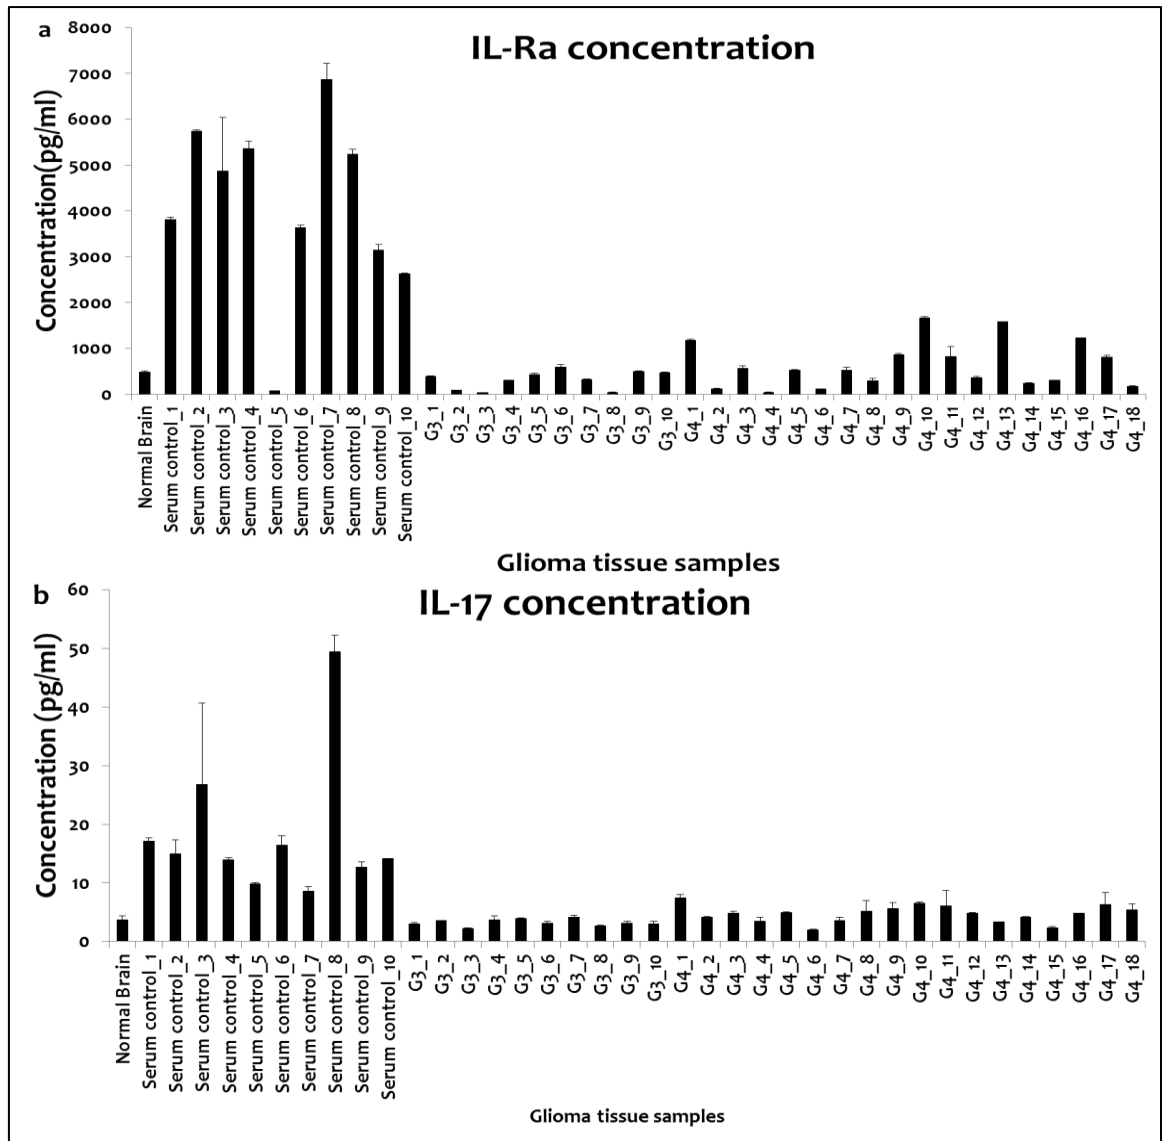 a
IL-Ra concentration
Concentration(pg/ml)
8000
7000
6000
5000
4000
3000
2000
1000
0
Normal Brain
Serum control_1
Serum control_2
Serum control_3
Serum control_4
Serum control_5
Serum control_6
Serum control_7
Serum control_8
Serum control_9
Serum control_10
G3_1
G3_2
G3_3
G3_4
G3_5
G3_6
G3_7
G3_8
G3_9
G3_10
G4_1
G4_2
G4_3
G4_4
G4_5
G4_6
G4_7
G4_8
G4_9
G4_10
G4_11
G4_12
G4_13
G4_14
G4_15
G4_16
G4_17
G4_18
Glioma tissue samples
b
IL-17 concentration
Concentration (pg/ml)
60
50
40
30
20
10
0
Normal Brain
Serum control_1
Serum control_2
Serum control_3
Serum control_4
Serum control_5
Serum control_6
Serum control_7
Serum control_8
Serum control_9
Serum control_10
G3_1
G3_2
G3_3
G3_4
G3_5
G3_6
G3_7
G3_8
G3_9
G3_10
G4_1
G4_2
G4_3
G4_4
G4_5
G4_6
G4_7
G4_8
G4_9
G4_10
G4_11
G4_12
G4_13
G4_14
G4_15
G4_16
G4_17
G4_18
Glioma tissue samples